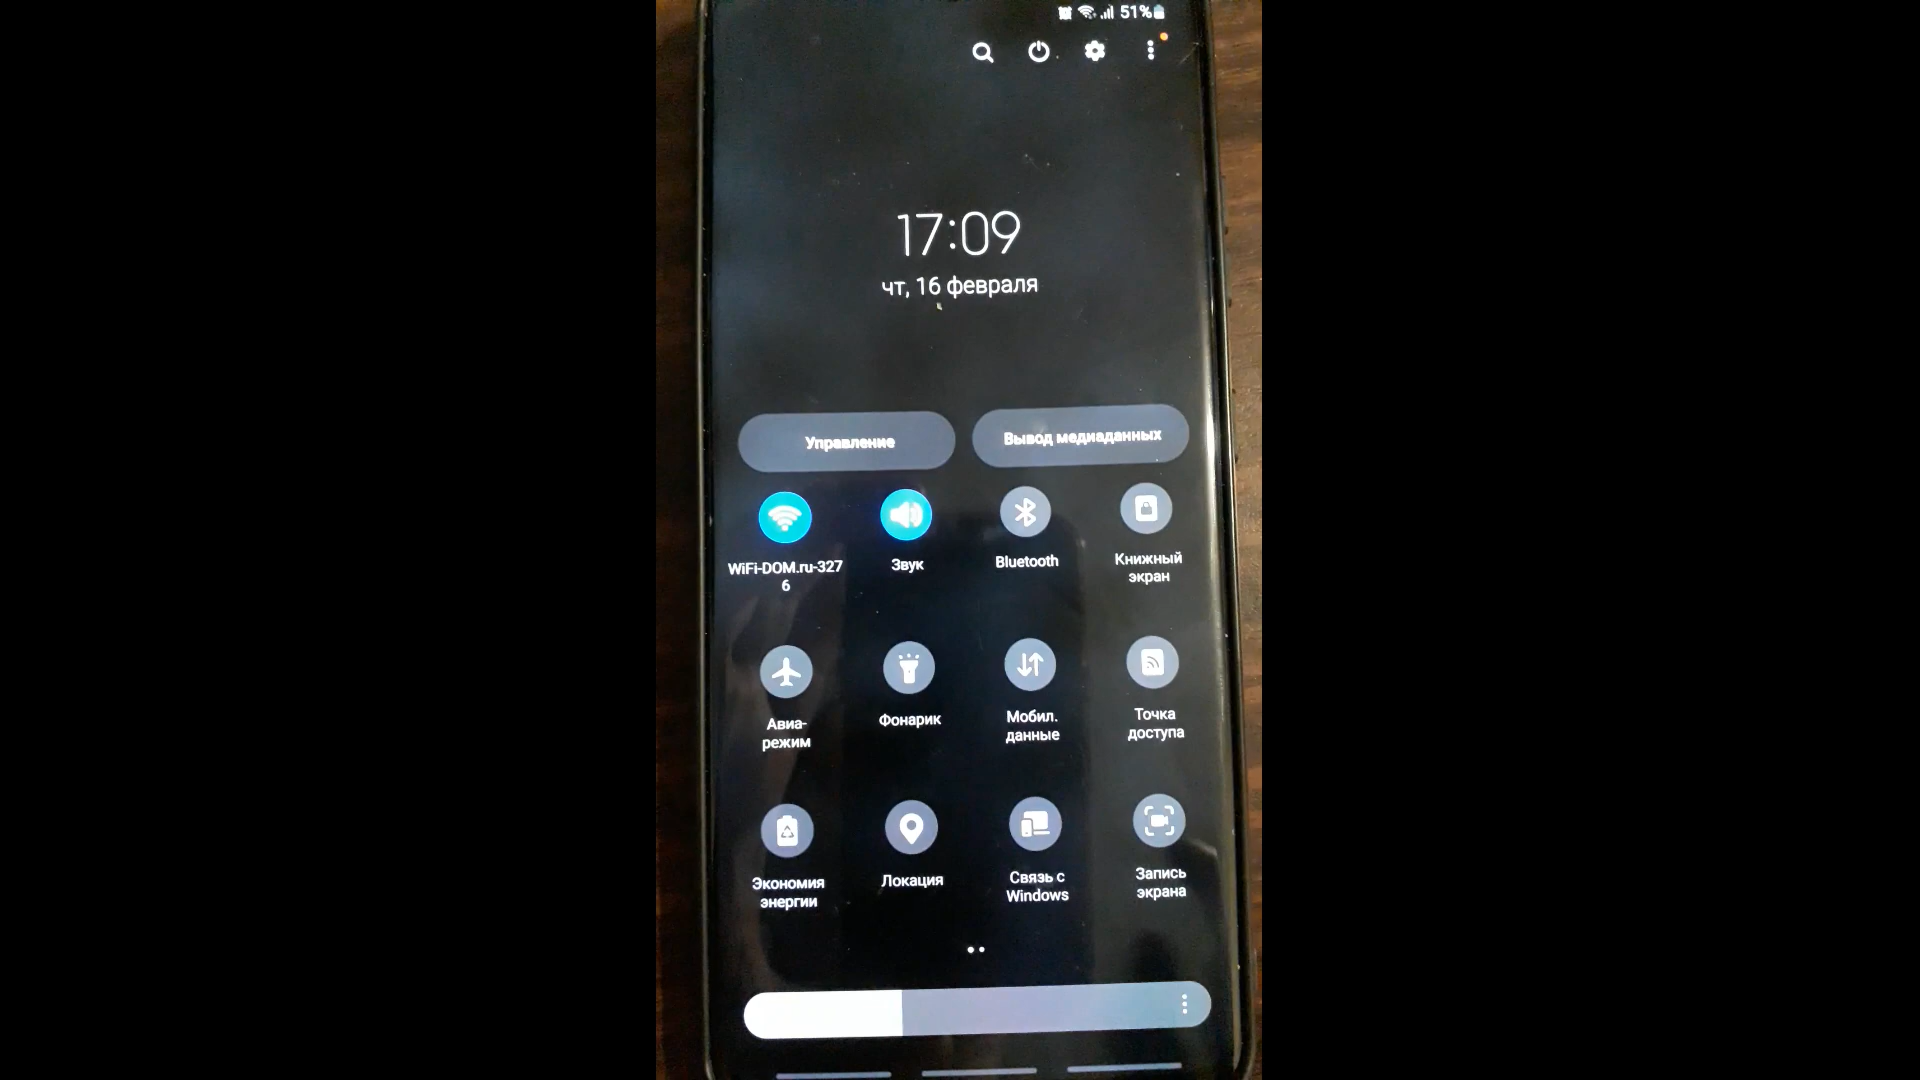 51%
17:09
чт, 16 февраля
Управление
Вывод медиаданных
WiFi-DOM.ru-327
6
Звук
Bluetooth
Книжный
экран
Авиа-
режим
Фонарик
Мобил.
данные
Точка
доступа
Экономия
энергии
Локация
Связь с
Windows
Запись
экрана